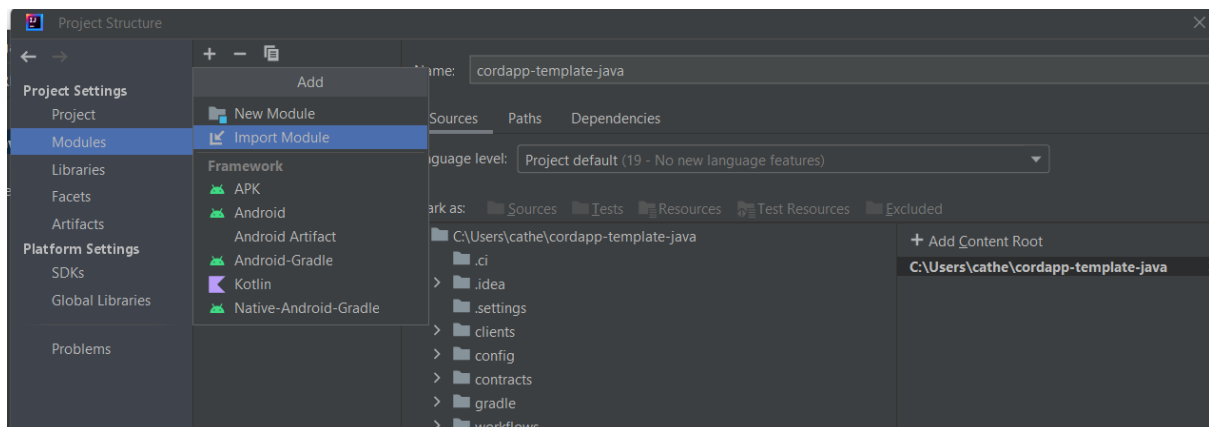 Project Structure
Project Settings
Project
Modules
Libraries
Facets
Artifacts
Platform Settings
SDKs
Global Libraries
Problems
Add
New Module
Import Module
Framework
APK
Android
Android Artifact
Android-Gradle
Kotlin
Native-Android-Gradle
Name: cordapp-template-java
Sources Paths Dependencies
nguage level: Project default (19 - No new language features)
ark as: Sources Tests Resources Test Resources Excluded
C:\Users\cathe\cordapp-template-java
.ci
.idea
.settings
clients
config
contracts
gradle
workflows
+ Add Content Root
C:\Users\cathe\cordapp-template-java